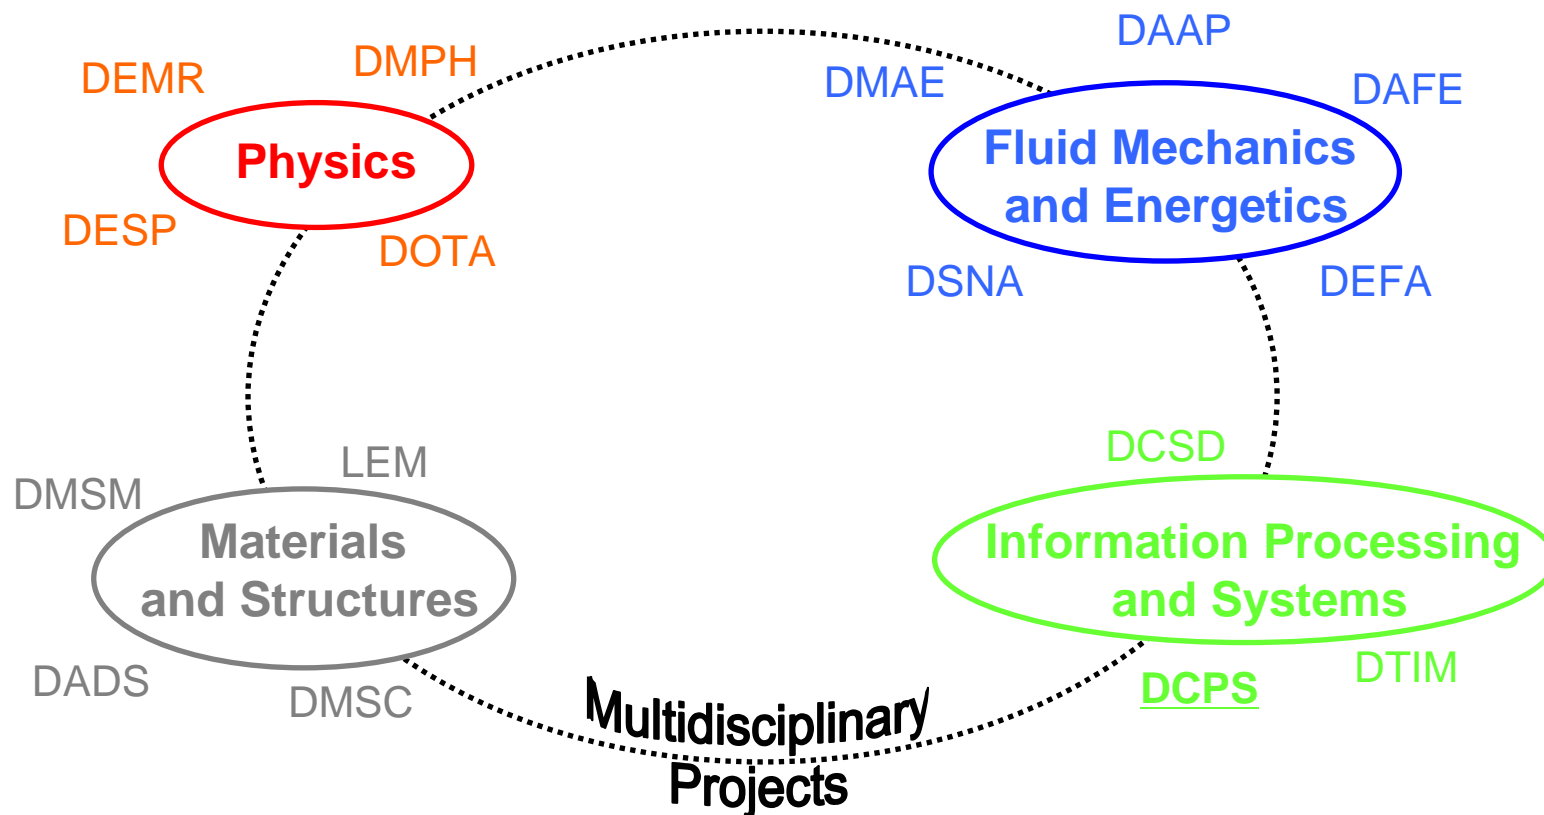 DEMR
DMPH
Physics
DESP
DOTA
DAAP
DMAE
DAFE
Fluid Mechanics
and Energetics
DSNA
DEFA
LEM
DMSM
Materials
and Structures
DADS
DMSC
DCSD
Information Processing
and Systems
DCPS
DTIM
Multidisciplinary
Projects